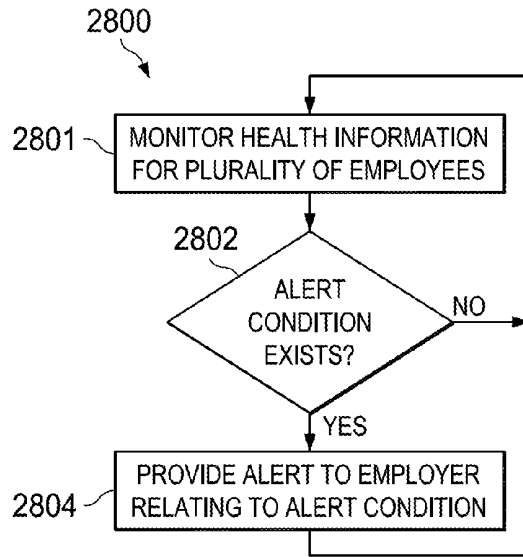 2800
2801
MONITOR HEALTH INFORMATION
FOR PLURALITY OF EMPLOYEES
2802
ALERT
CONDITION
EXISTS?
NO
YES
2804
PROVIDE ALERT TO EMPLOYER
RELATING TO ALERT CONDITION